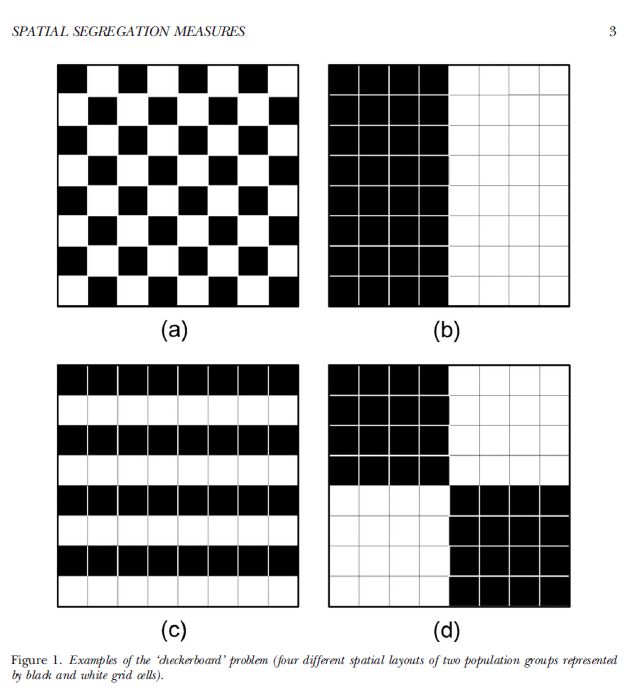 SPATIAL SEGREGATION MEASURES 3
(a) (b)
(c) (d)
Figure 1. Examples of the ‘checkerboard’ problem (four different spatial layouts of two population groups represented
by black and white grid cells).